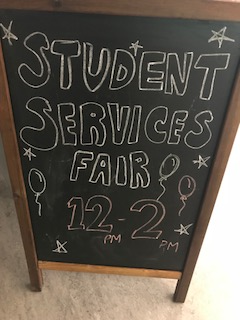 STUDENT
SERVICES
FAIR
12 PM - 2 PM